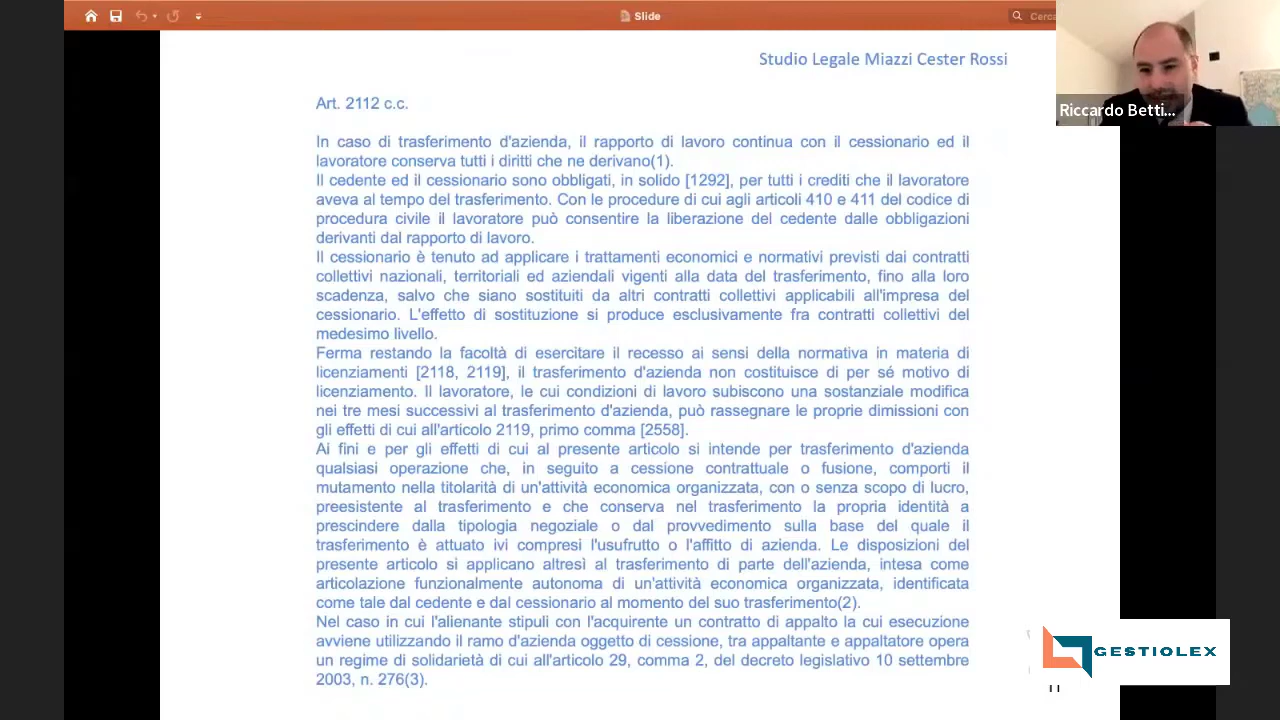 Slide
Cerca
Studio Legale Miazzi Cester Rossi
Riccardo Betti...
Art. 2112 c.c.
In caso di trasferimento d'azienda, il rapporto di lavoro continua con il cessionario ed il
lavoratore conserva tutti i diritti che ne derivano(1).
Il cedente ed il cessionario sono obbligati, in solido [1292], per tutti i crediti che il lavoratore
aveva al tempo del trasferimento. Con le procedure di cui agli articoli 410 e 411 del codice di
procedura civile il lavoratore può consentire la liberazione del cedente dalle obbligazioni
derivanti dal rapporto di lavoro.
Il cessionario è tenuto ad applicare i trattamenti economici e normativi previsti dai contratti
collettivi nazionali, territoriali ed aziendali vigenti alla data del trasferimento, fino alla loro
scadenza, salvo che siano sostituiti da altri contratti collettivi applicabili all'impresa del
cessionario. L'effetto di sostituzione si produce esclusivamente fra contratti collettivi del
medesimo livello.
Ferma restando la facoltà di esercitare il recesso ai sensi della normativa in materia di
licenziamenti [2118, 2119], il trasferimento d'azienda non costituisce di per sé motivo di
licenziamento. Il lavoratore, le cui condizioni di lavoro subiscono una sostanziale modifica
nei tre mesi successivi al trasferimento d'azienda, può rassegnare le proprie dimissioni con
gli effetti di cui all'articolo 2119, primo comma [2558].
Ai fini e per gli effetti di cui al presente articolo si intende per trasferimento d'azienda
qualsiasi operazione che, in seguito a cessione contrattuale o fusione, comporti il
mutamento nella titolarità di un'attività economica organizzata, con o senza scopo di lucro,
preesistente al trasferimento e che conserva nel trasferimento la propria identità a
prescindere dalla tipologia negoziale o dal provvedimento sulla base del quale il
trasferimento è attuato ivi compresi l'usufrutto o l'affitto di azienda. Le disposizioni del
presente articolo si applicano altresì al trasferimento di parte dell'azienda, intesa come
articolazione funzionalmente autonoma di un'attività economica organizzata, identificata
come tale dal cedente e dal cessionario al momento del suo trasferimento(2).
Nel caso in cui l'alienante stipuli con l'acquirente un contratto di appalto la cui esecuzione
avviene utilizzando il ramo d'azienda oggetto di cessione, tra appaltante e appaltatore opera
un regime di solidarietà di cui all'articolo 29, comma 2, del decreto legislativo 10 settembre
2003, n. 276(3).
GESTIOLEX